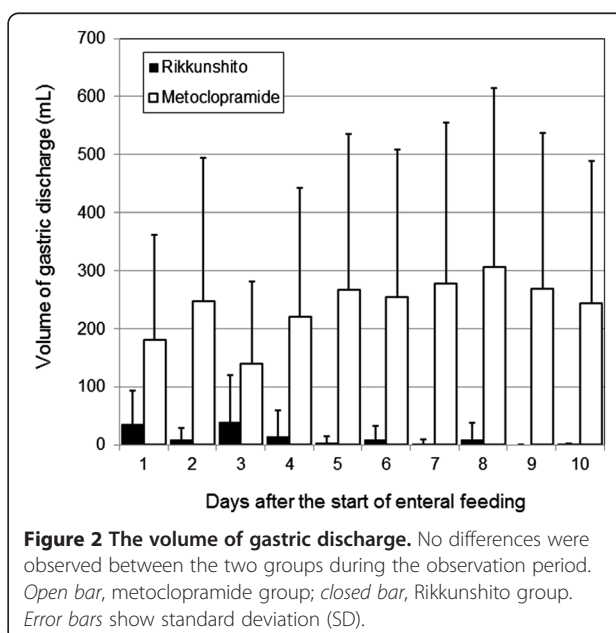 700
600
500
400
300
200
100
0
Volume of gastric discharge (mL)
Rikkunshito
Metoclopramide
1 2 3 4 5 6 7 8 9 10
Days after the start of enteral feeding
Figure 2 The volume of gastric discharge. No differences were
observed between the two groups during the observation period.
Open bar, metoclopramide group; closed bar, Rikkunshito group.
Error bars show standard deviation (SD).